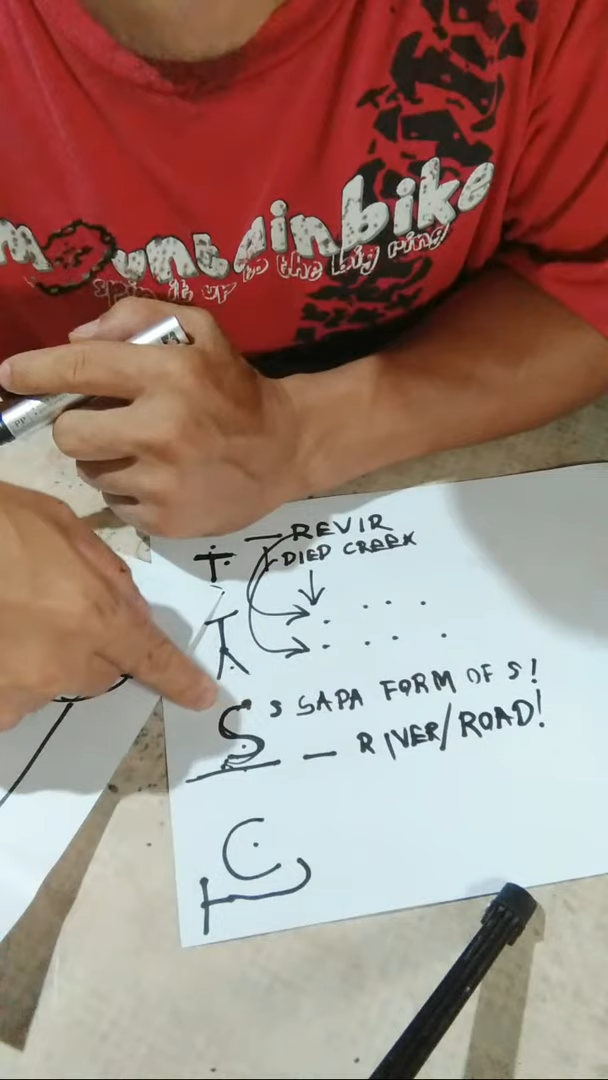 mountainbike
spin it up to the big ring
T — REVIR
DIED CREEK
S S SAPA FORM OF S!
— RIVER/ROAD!